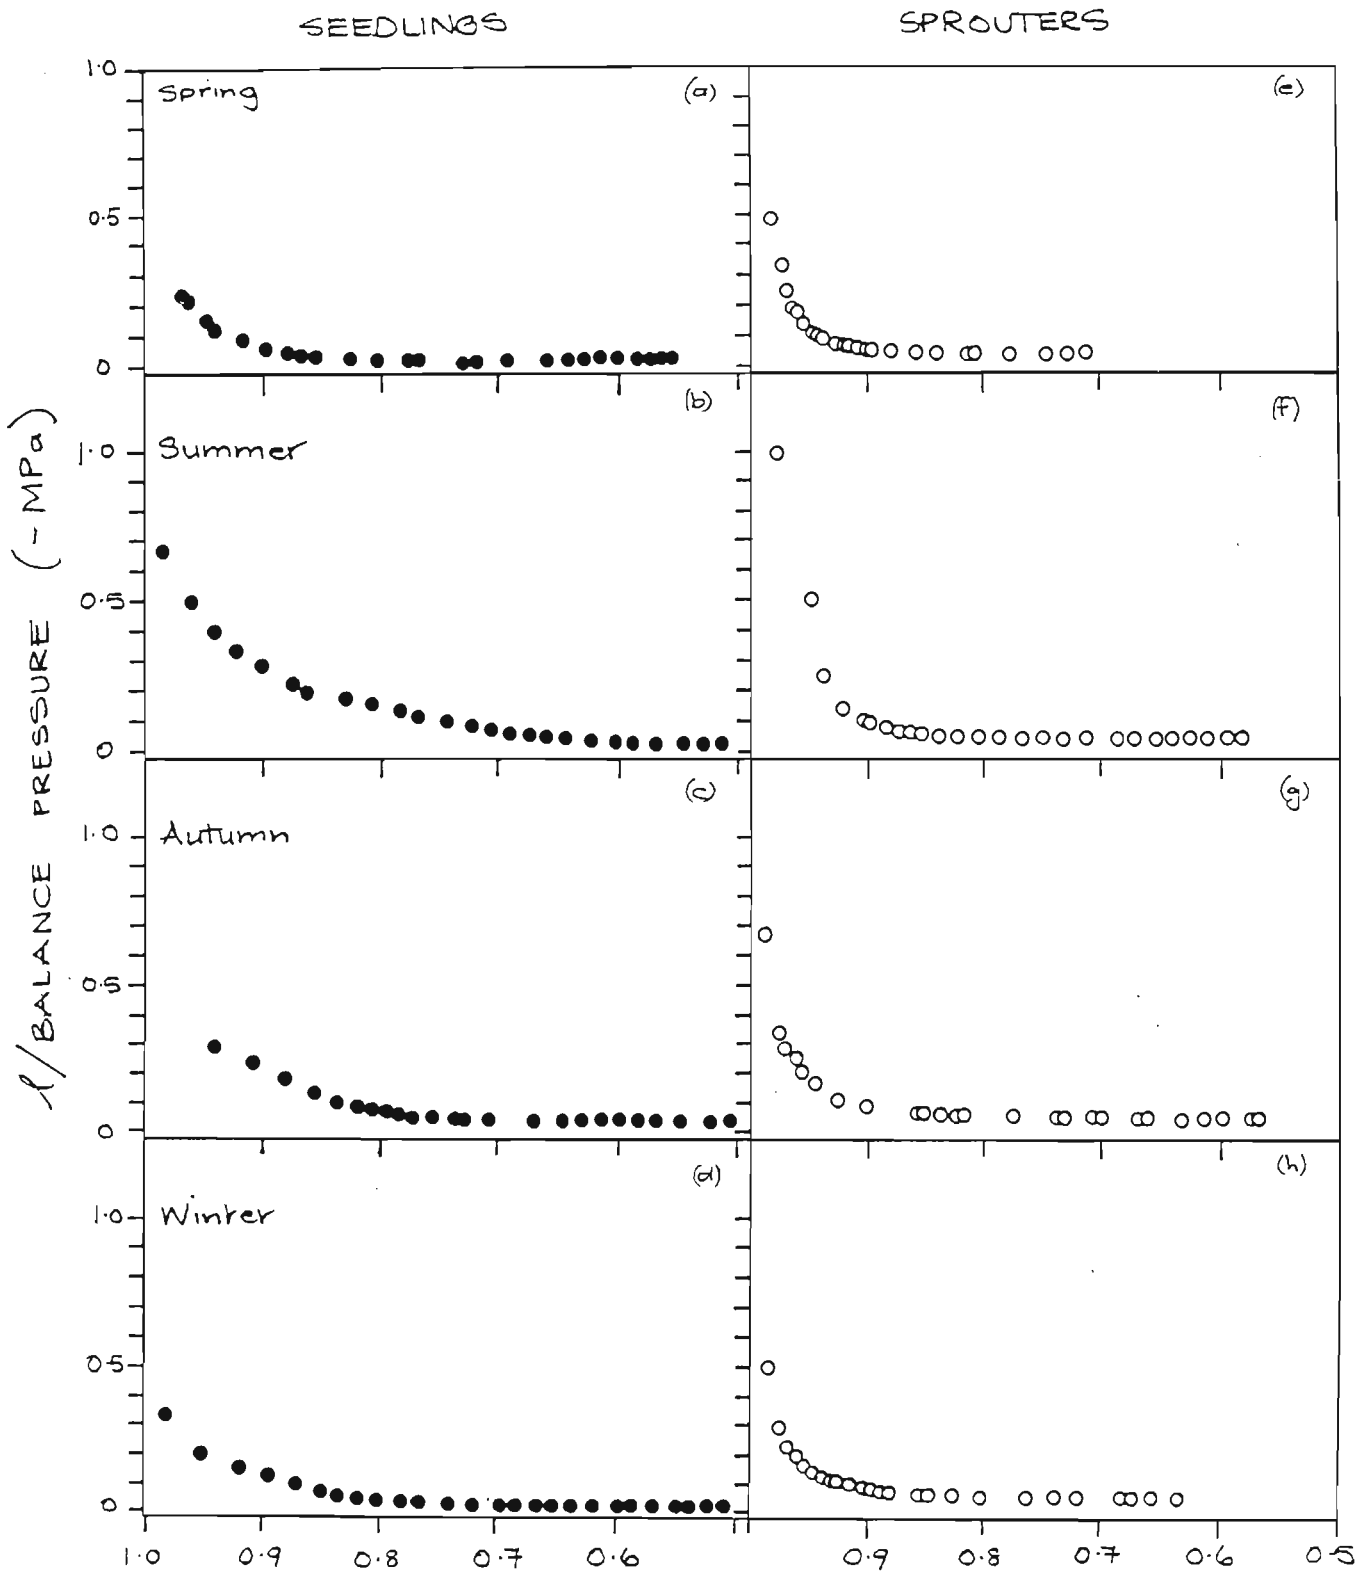 SEEDLINGS SPROUTERS
1.0
Spring (a) (e)
0.5
0
(b) (f)
1.0 Summer
0.5
0
(c) (g)
1.0 Autumn
0.5
0
(d) (h)
1.0 Winter
0.5
0
1.0 0.9 0.8 0.7 0.6 0.9 0.8 0.7 0.6 0.5
1/BALANCE PRESSURE (-MPa)